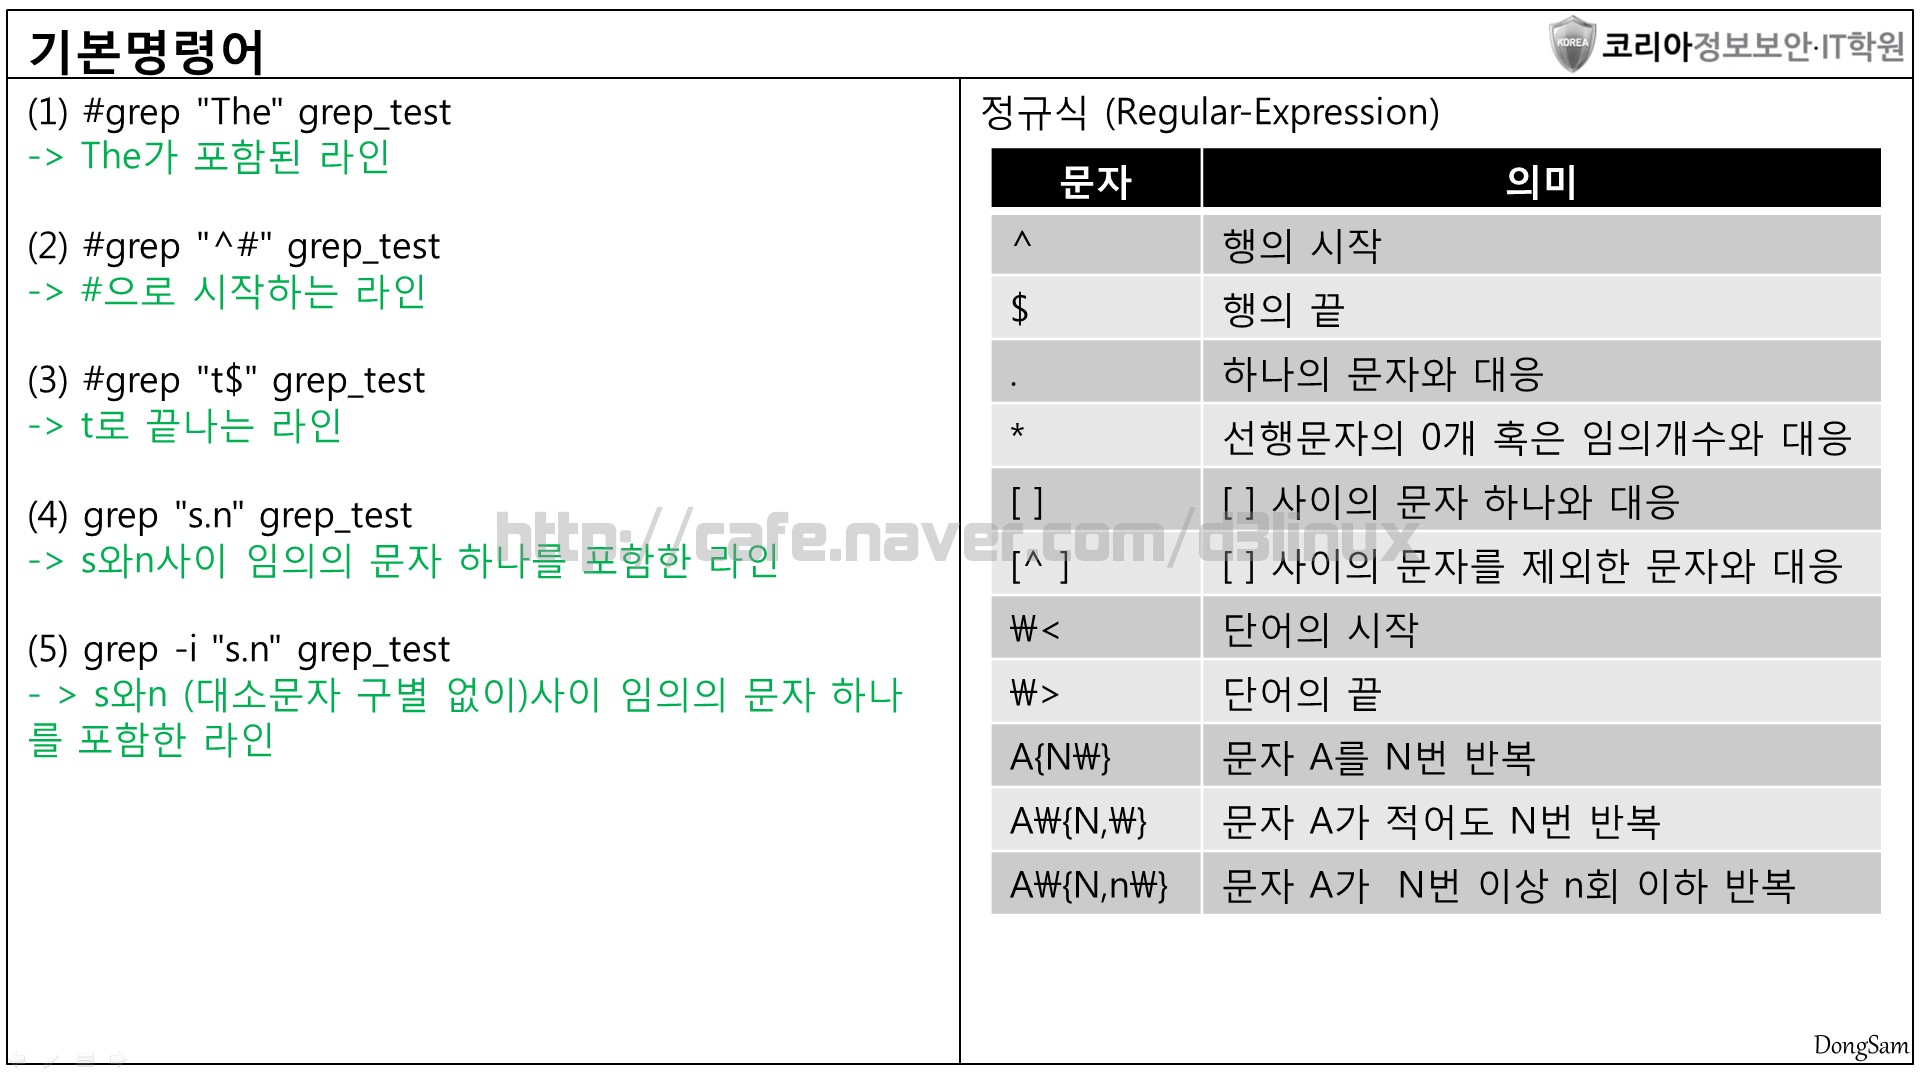 기본명령어
KOREA 코리아정보보안·IT학원
(1) #grep "The" grep_test
-> The가 포함된 라인
(2) #grep "^#" grep_test
-> #으로 시작하는 라인
(3) #grep "t$" grep_test
-> t로 끝나는 라인
(4) grep "s.n" grep_test
-> s와n사이 임의의 문자 하나를 포함한 라인
(5) grep -i "s.n" grep_test
- > s와n (대소문자 구별 없이)사이 임의의 문자 하나
를 포함한 라인
정규식 (Regular-Expression)
문자 의미
^ 행의 시작
$ 행의 끝
. 하나의 문자와 대응
* 선행문자의 0개 혹은 임의개수와 대응
[ ] [ ] 사이의 문자 하나와 대응
[^ ] [ ] 사이의 문자를 제외한 문자와 대응
₩< 단어의 시작
₩> 단어의 끝
A{N₩} 문자 A를 N번 반복
A₩{N,₩} 문자 A가 적어도 N번 반복
A₩{N,n₩} 문자 A가 N번 이상 n회 이하 반복
http://cafe.naver.com/d3linux
DongSam